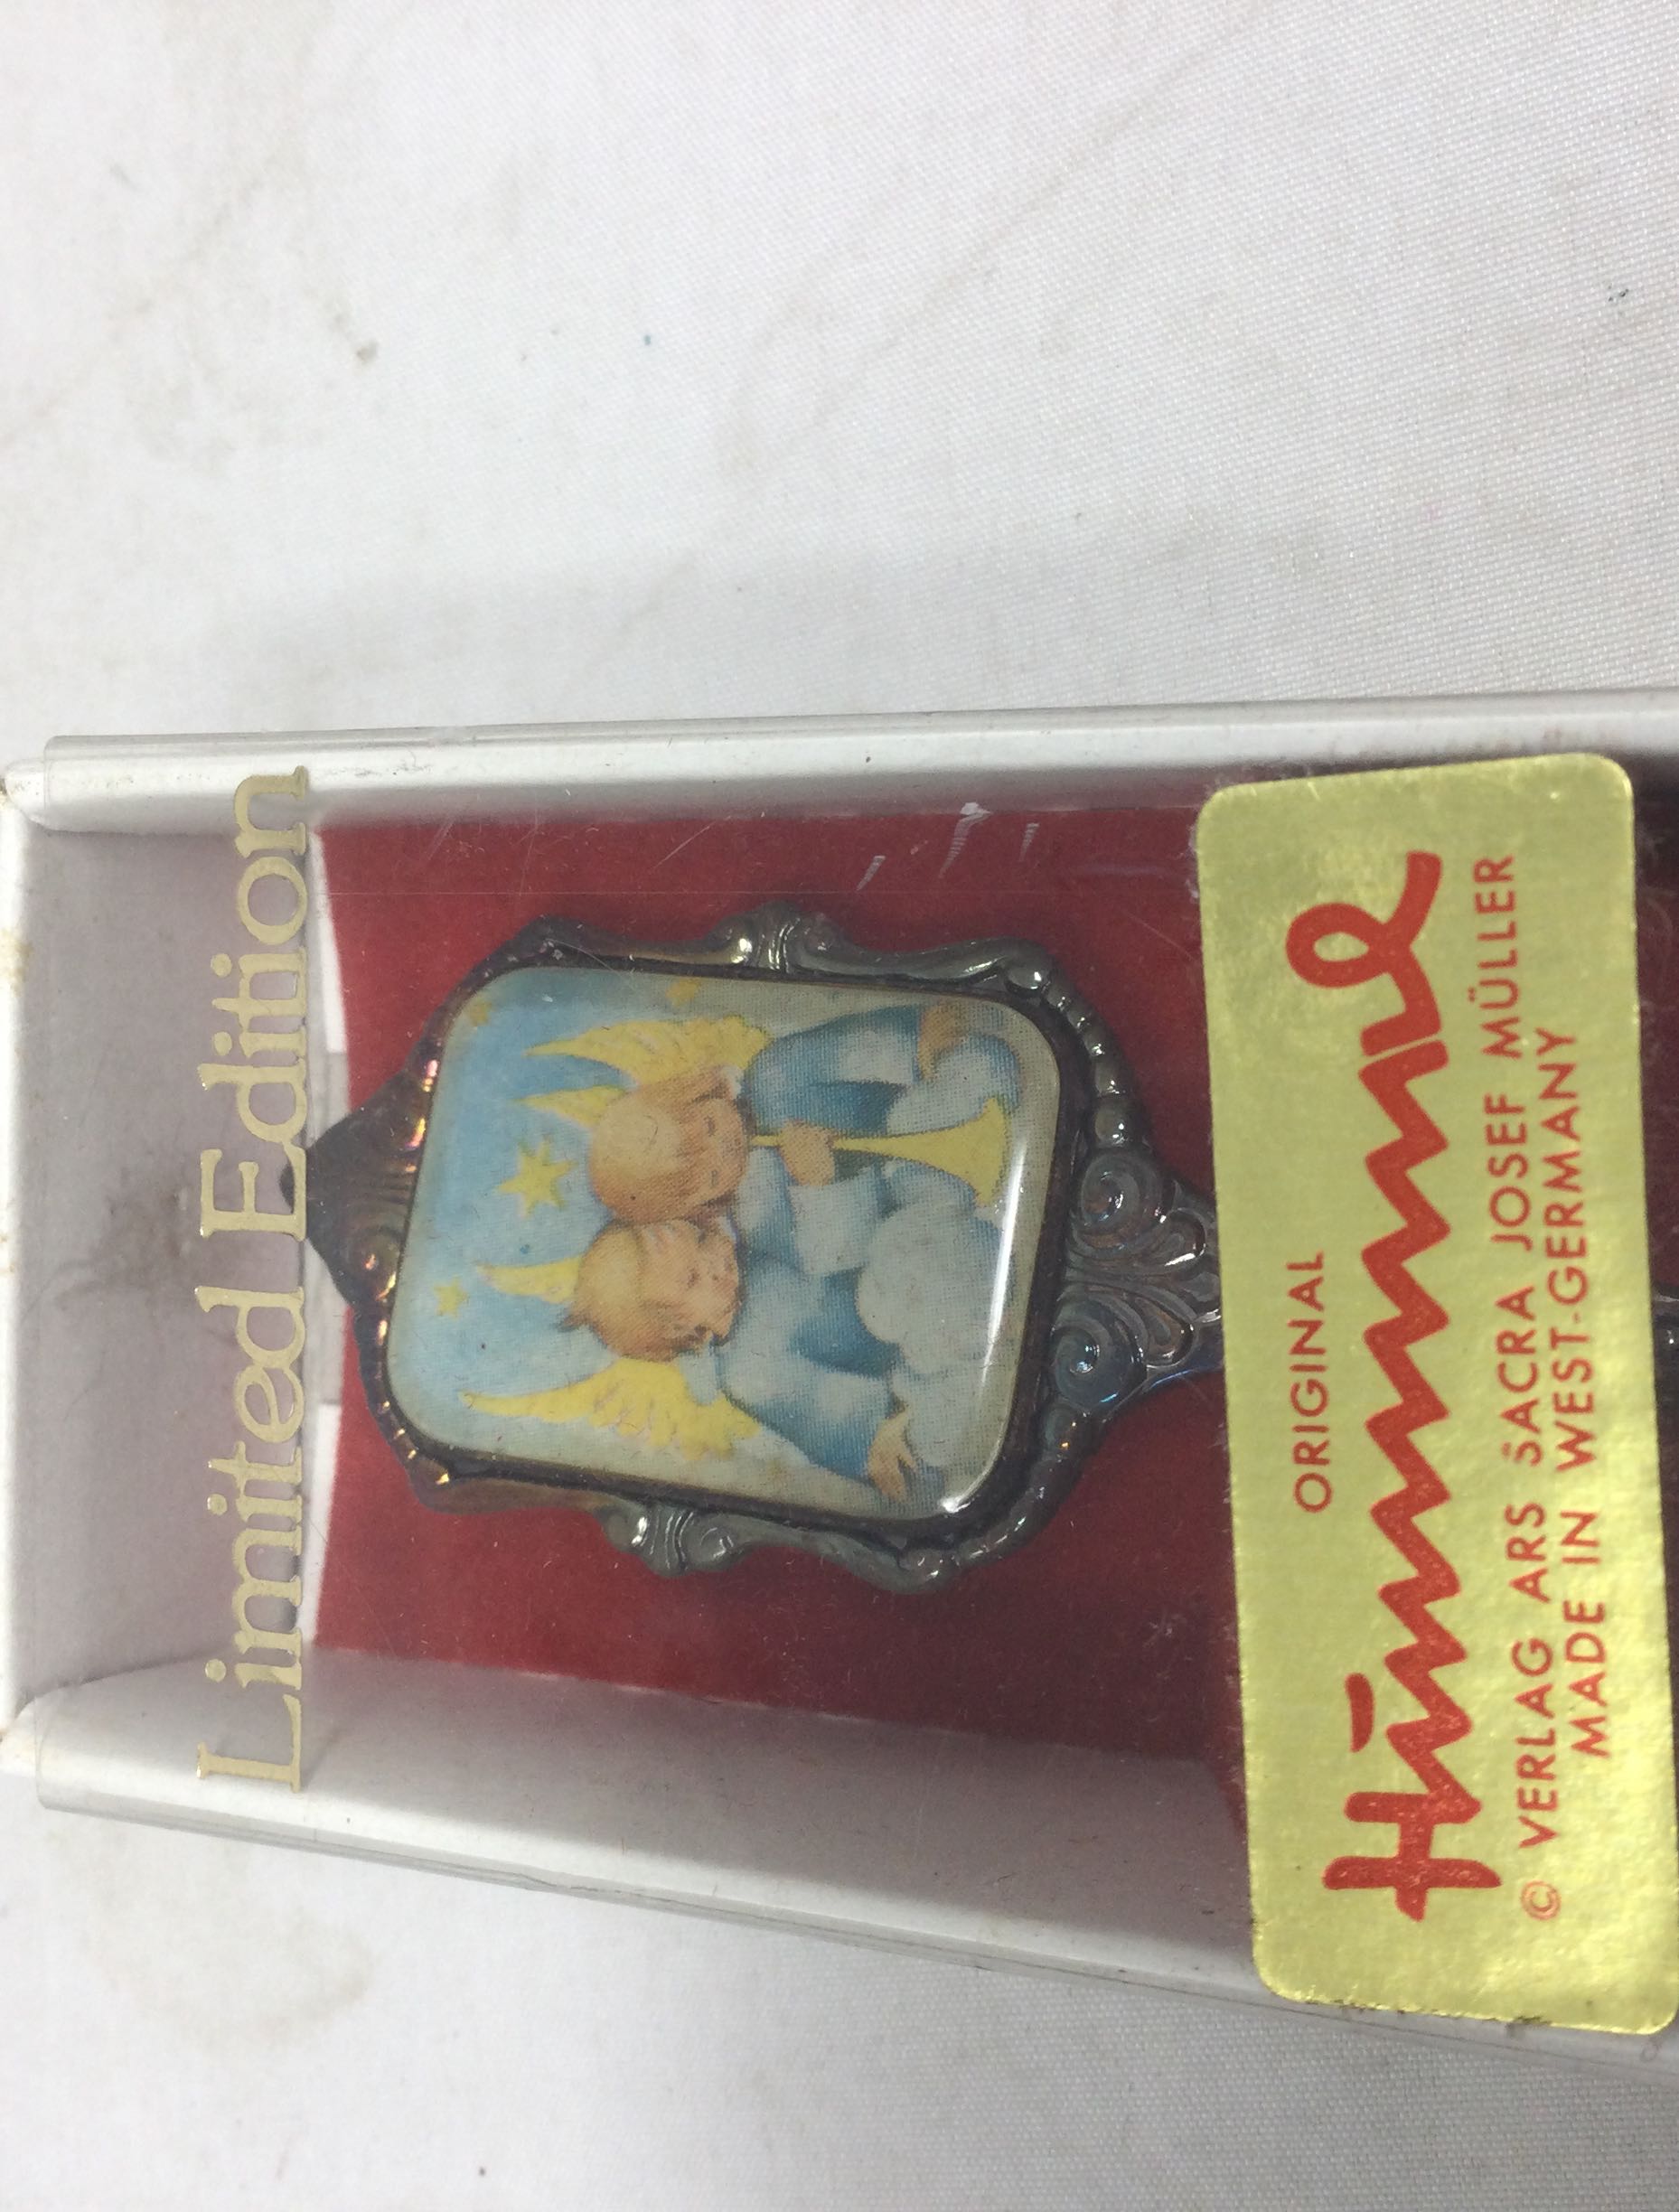 Limited Edition
ORIGINAL
Hummel
© VERLAG ARS SACRA JOSEF MÜLLER
MADE IN WEST-GERMANY